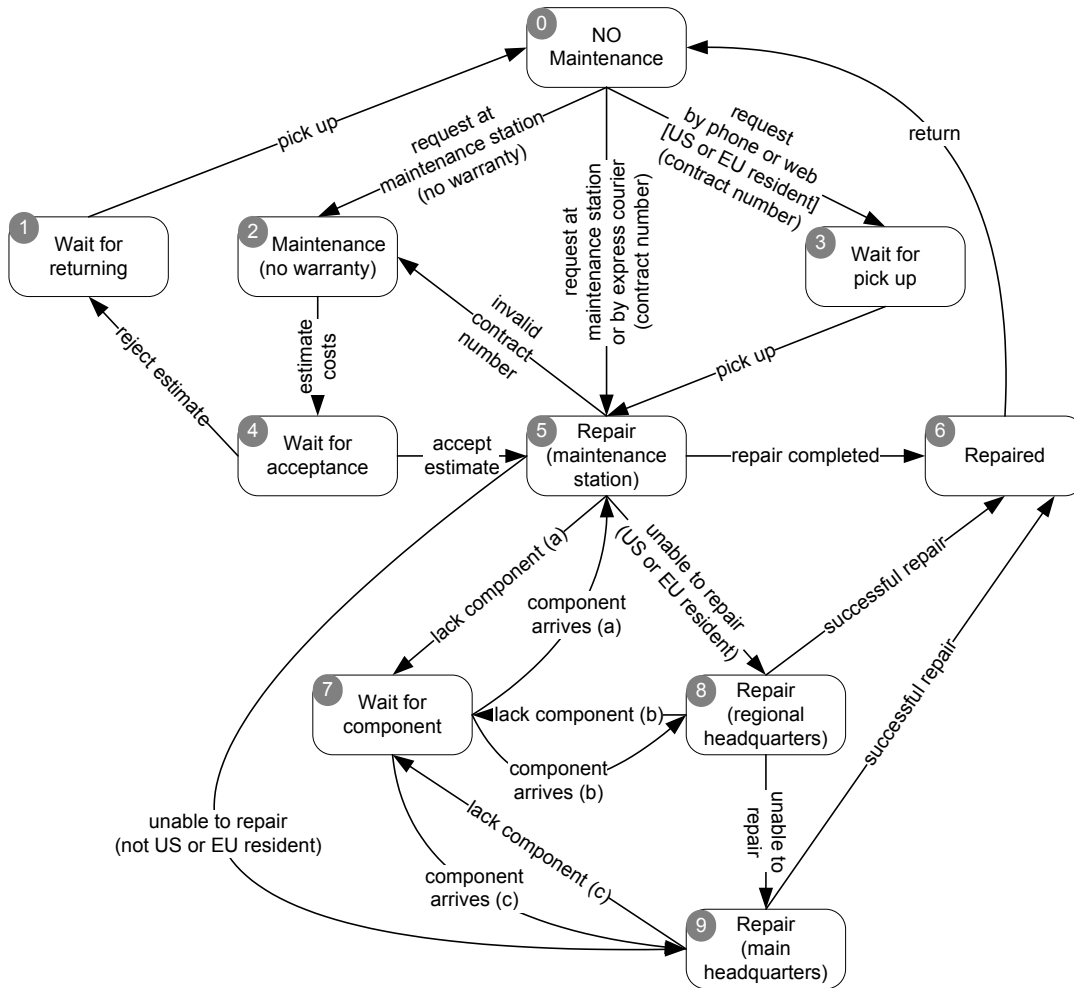 0
NO
Maintenance
request at
maintenance station
(no warranty)
request at
maintenance station
or by express courier
(contract number)
request
by phone or web
[US or EU resident]
(contract number)
return
pick up
1
Wait for
returning
2
Maintenance
(no warranty)
3
Wait for
pick up
invalid
contract
number
estimate
costs
pick up
reject estimate
4
Wait for
acceptance
accept
estimate
5
Repair
(maintenance
station)
repair completed
6
Repaired
lack component (a)
component
arrives (a)
unable to repair
(US or EU resident)
successful repair
successful repair
7
Wait for
component
lack component (b)
component
arrives (b)
8
Repair
(regional
headquarters)
unable to
repair
unable to repair
(not US or EU resident)
lack component (c)
component
arrives (c)
9
Repair
(main
headquarters)